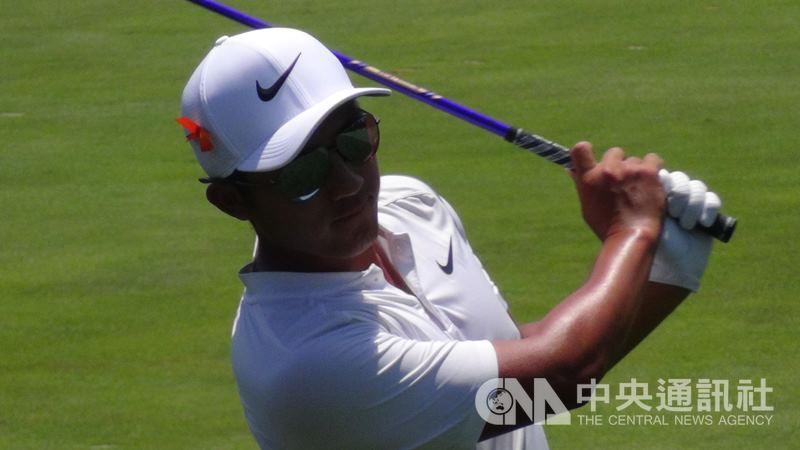 CNA 中央通訊社
THE CENTRAL NEWS AGENCY